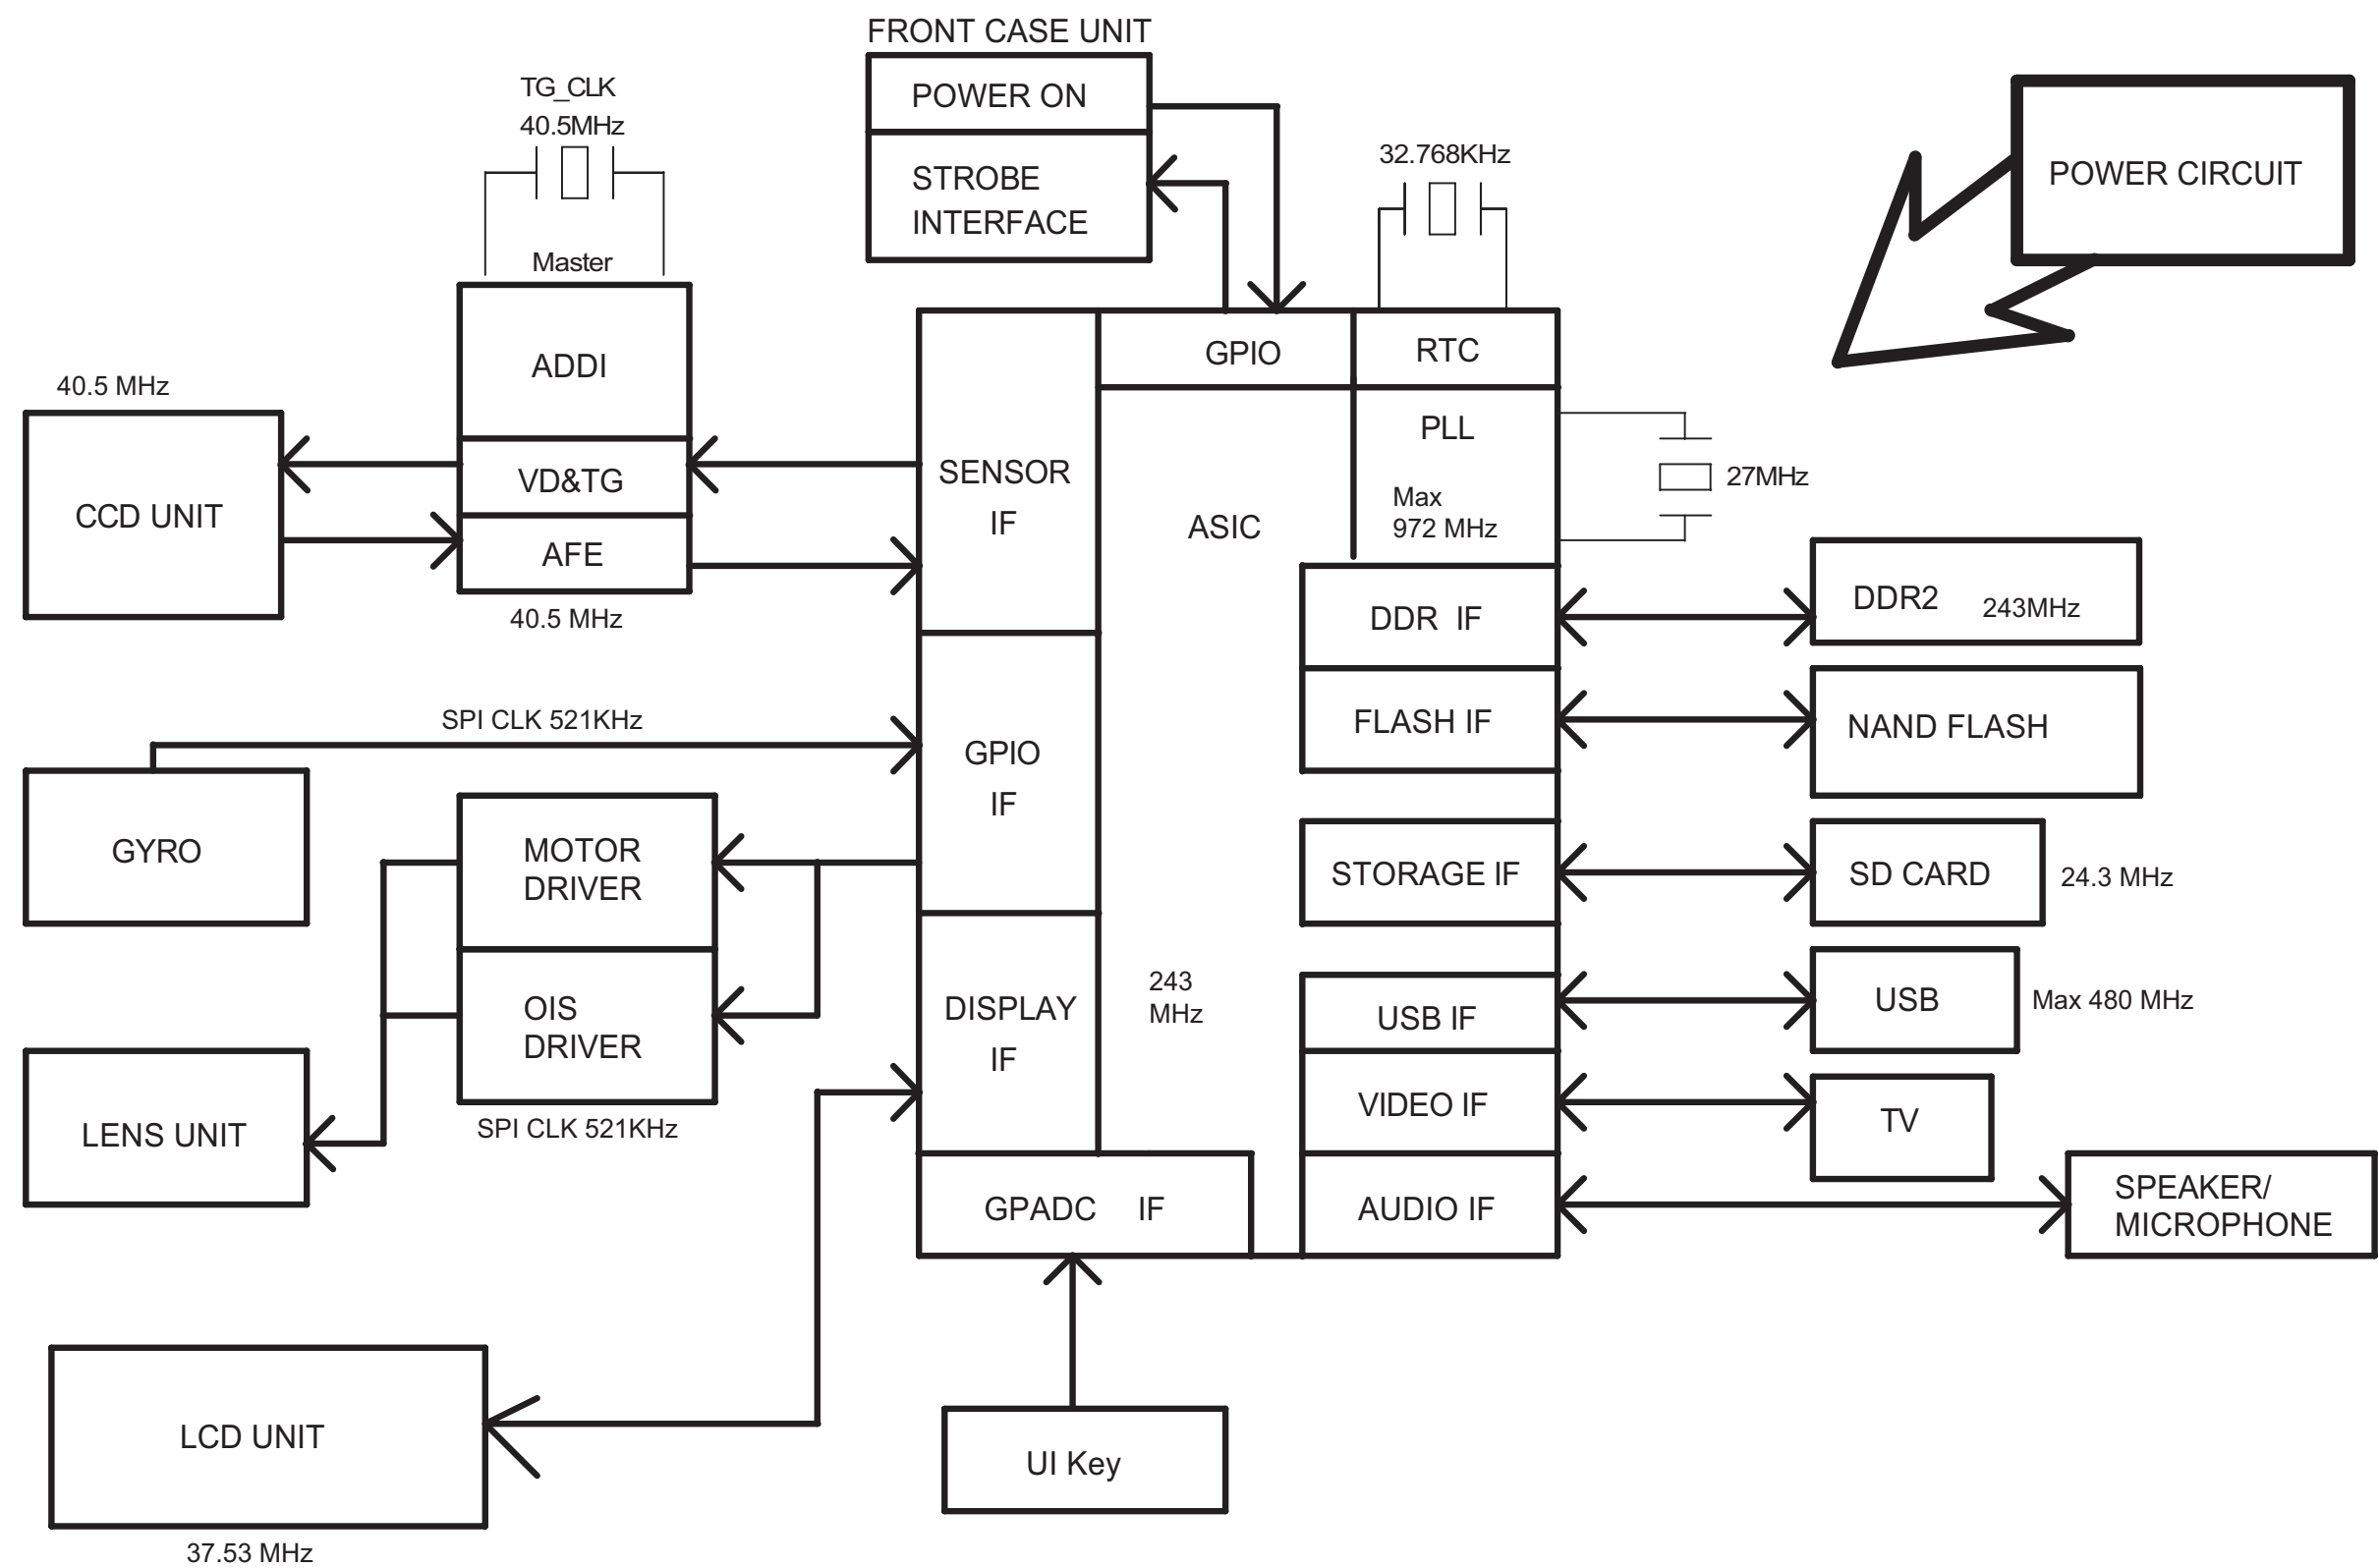 FRONT CASE UNIT
POWER ON
STROBE
INTERFACE
TG_CLK
40.5MHz
Master
32.768KHz
POWER CIRCUIT
ADDI
VD&TG
AFE
40.5 MHz
40.5 MHz
CCD UNIT
SENSOR
IF
GPIO
RTC
PLL
Max
972 MHz
27MHz
ASIC
DDR IF
DDR2 243MHz
FLASH IF
NAND FLASH
SPI CLK 521KHz
GPIO
IF
GYRO
MOTOR
DRIVER
STORAGE IF
SD CARD
24.3 MHz
OIS
DRIVER
SPI CLK 521KHz
DISPLAY
IF
243
MHz
USB IF
USB
Max 480 MHz
LENS UNIT
VIDEO IF
TV
GPADC IF
AUDIO IF
SPEAKER/
MICROPHONE
LCD UNIT
37.53 MHz
UI Key